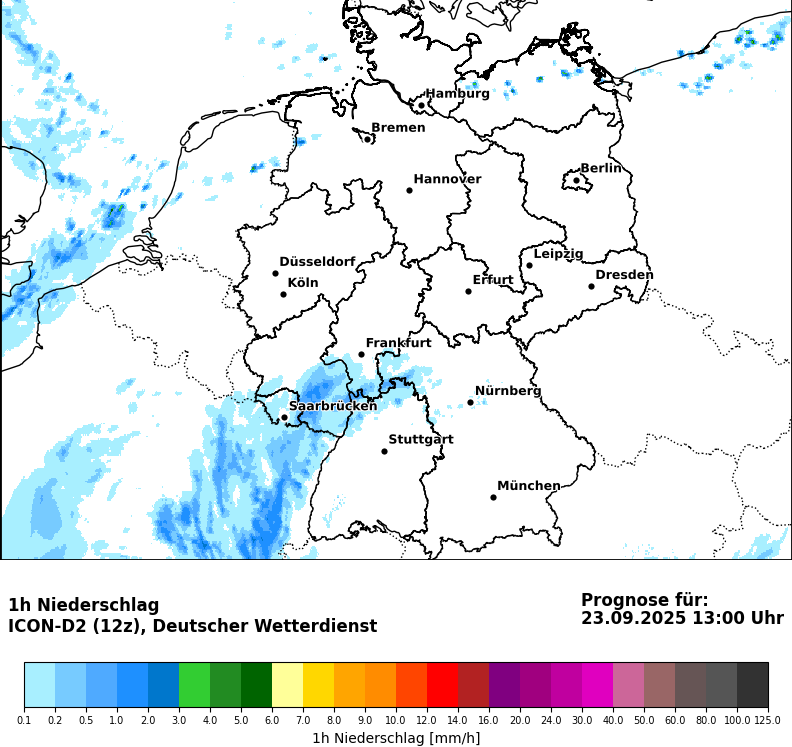 Hamburg
Bremen
Berlin
Hannover
Leipzig
Düsseldorf
Dresden
Köln
Erfurt
Frankfurt
Nürnberg
Saarbrücken
Stuttgart
München
1h Niederschlag
ICON-D2 (12z), Deutscher Wetterdienst
Prognose für:
23.09.2025 13:00 Uhr
0.1 0.2 0.5 1.0 2.0 3.0 4.0 5.0 6.0 7.0 8.0 9.0 10.0 12.0 14.0 16.0 20.0 24.0 30.0 40.0 50.0 60.0 80.0 100.0 125.0
1h Niederschlag [mm/h]